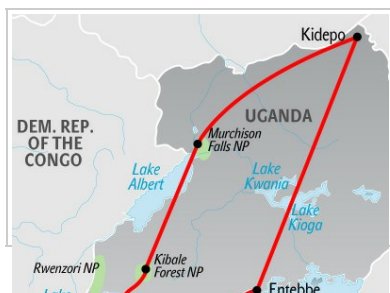 Kidepo
UGANDA
DEM. REP.
OF THE
CONGO
Murchison
Falls NP
Lake
Albert
Lake
Kwania
Lake
Kioga
Kibale
Forest NP
Rwenzori NP
Lake
Entebbe